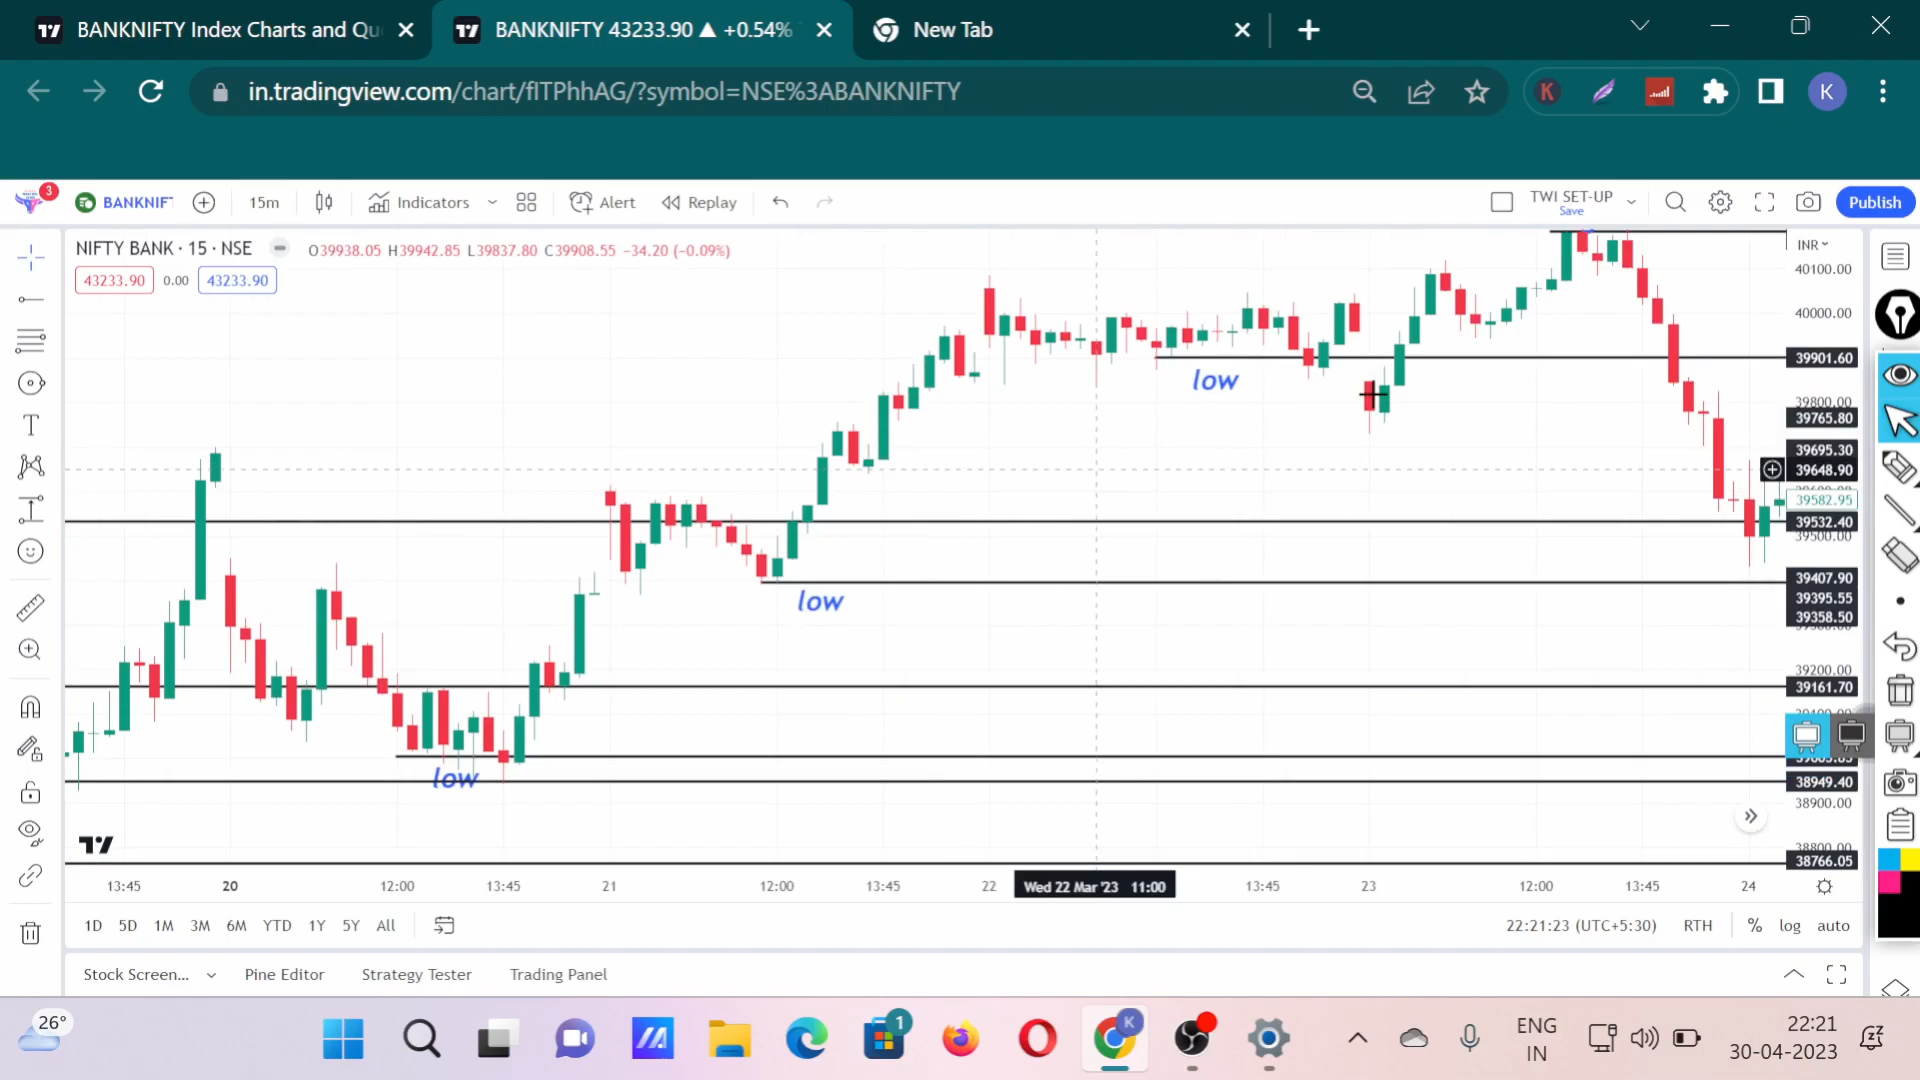 BANKNIFTY Index Charts and Qu
BANKNIFTY 43233.90 ▲ +0.54%
New Tab
in.tradingview.com/chart/flTPhhAG/?symbol=NSE%3ABANKNIFTY
K
K
3
BANKNIF
15m
Indicators
Alert
Replay
TWI SET-UP
Save
Publish
NIFTY BANK · 15 · NSE
O39938.05 H39942.85 L39837.80 C39908.55 −34.20 (−0.09%)
INR
43233.90
0.00
43233.90
40100.00
40000.00
39901.60
low
39800.00
39765.80
39695.30
39648.90
39582.95
39532.40
39500.00
39407.90
39395.55
39358.50
low
39200.00
39161.70
low
38949.40
38900.00
38766.05
13:45
20
12:00
13:45
21
12:00
13:45
22
Wed 22 Mar '23 11:00
13:45
23
12:00
13:45
24
1D 5D 1M 3M 6M YTD 1Y 5Y All
22:21:23 (UTC+5:30)
RTH
%
log
auto
Stock Screen...
Pine Editor
Strategy Tester
Trading Panel
26°
1
K
ENG
IN
22:21
30-04-2023